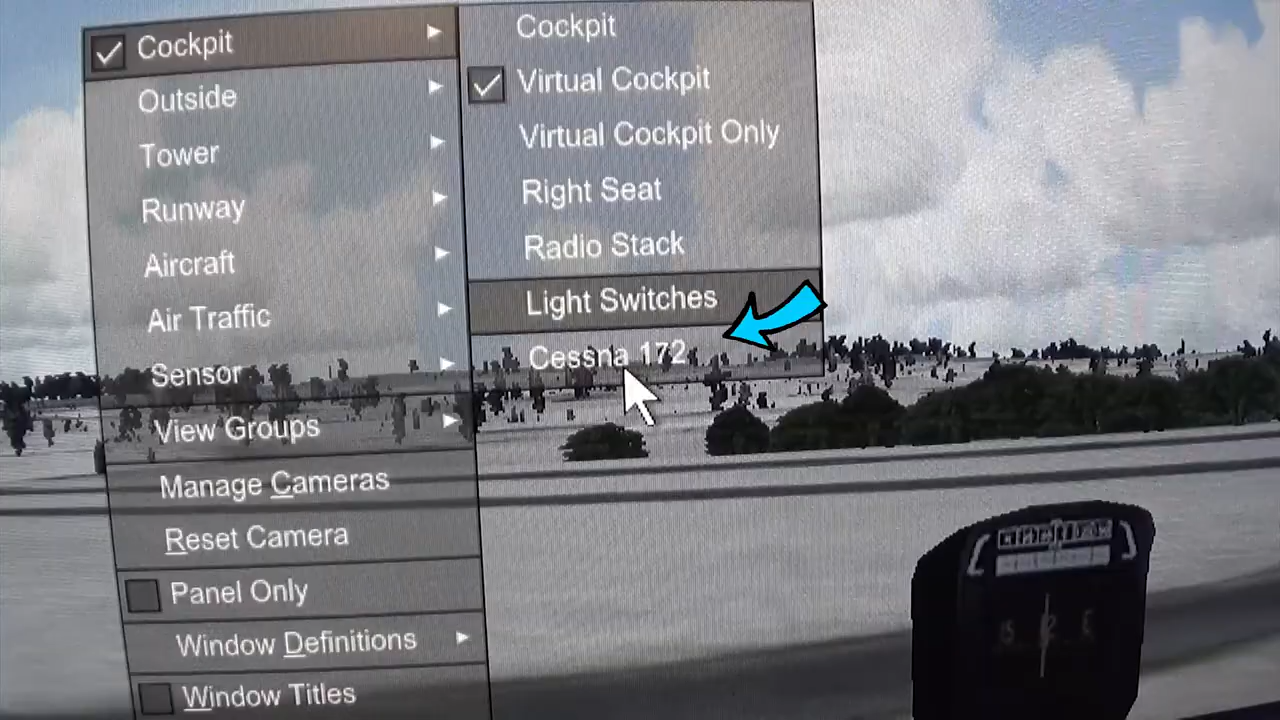 Cockpit
Outside
Tower
Runway
Aircraft
Air Traffic
Sensor
View Groups
Manage Cameras
Reset Camera
Panel Only
Window Definitions
Window Titles
Cockpit
Virtual Cockpit
Virtual Cockpit Only
Right Seat
Radio Stack
Light Switches
Cessna 172